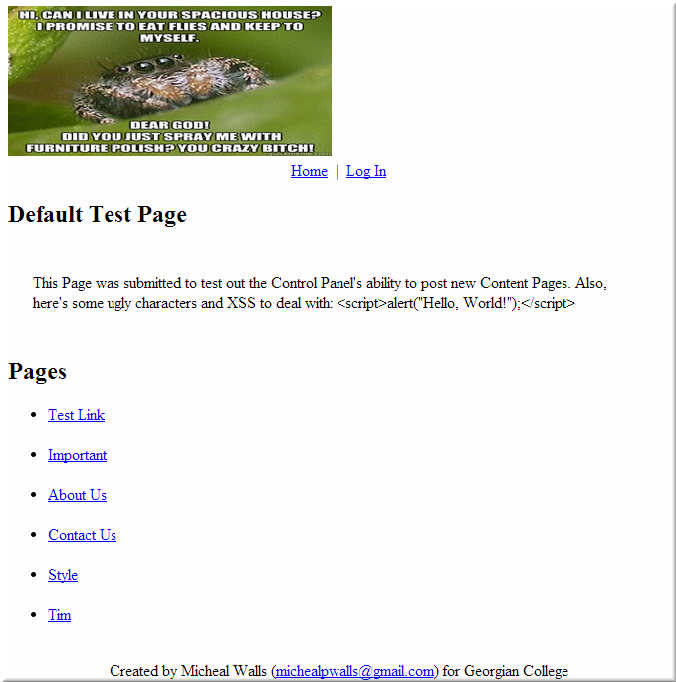 HI, CAN I LIVE IN YOUR SPACIOUS HOUSE?
I PROMISE TO EAT FLIES AND KEEP TO
MYSELF.
DEAR GOD!
DID YOU JUST SPRAY ME WITH
FURNITURE POLISH? YOU CRAZY BITCH!
Home | Log In
Default Test Page
This Page was submitted to test out the Control Panel's ability to post new Content Pages. Also,
here's some ugly characters and XSS to deal with: <script>alert("Hello, World!");</script>
Pages
• Test Link
• Important
• About Us
• Contact Us
• Style
• Tim
Created by Micheal Walls (michealpwalls@gmail.com) for Georgian College